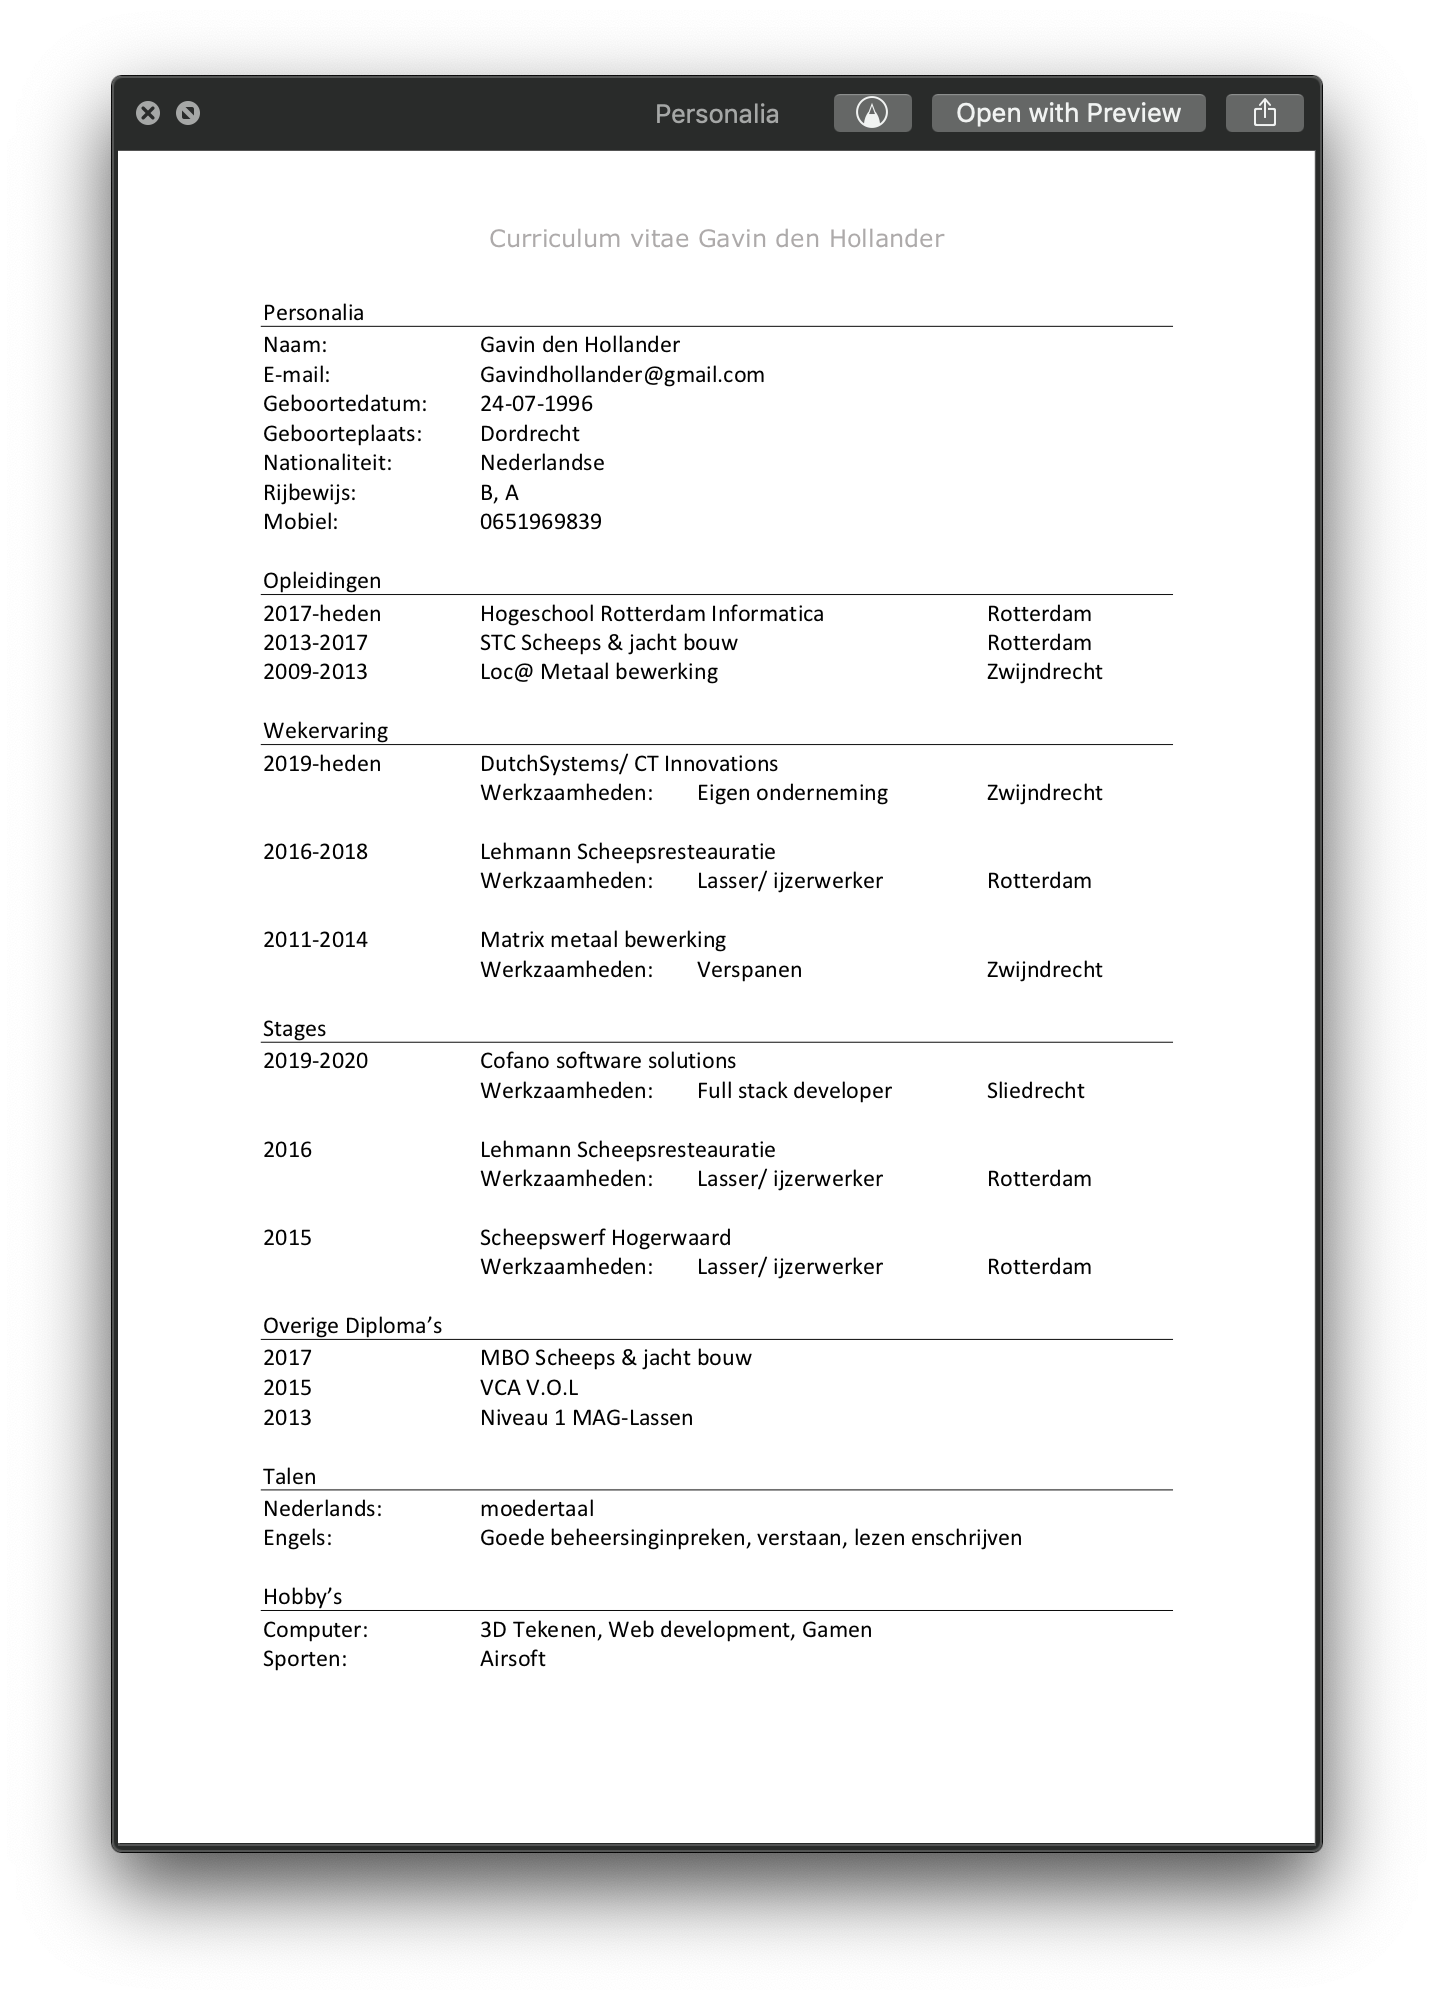 Personalia
Open with Preview
Curriculum vitae Gavin den Hollander
Personalia
Naam: Gavin den Hollander
E-mail: Gavindhollander@gmail.com
Geboortedatum: 24-07-1996
Geboorteplaats: Dordrecht
Nationaliteit: Nederlandse
Rijbewijs: B, A
Mobiel: 0651969839
Opleidingen
2017-heden Hogeschool Rotterdam Informatica Rotterdam
2013-2017 STC Scheeps & jacht bouw Rotterdam
2009-2013 Loc@ Metaal bewerking Zwijndrecht
Wekervaring
2019-heden DutchSystems/ CT Innovations
Werkzaamheden: Eigen onderneming Zwijndrecht
2016-2018 Lehmann Scheepsresteauratie
Werkzaamheden: Lasser/ ijzerwerker Rotterdam
2011-2014 Matrix metaal bewerking
Werkzaamheden: Verspanen Zwijndrecht
Stages
2019-2020 Cofano software solutions
Werkzaamheden: Full stack developer Sliedrecht
2016 Lehmann Scheepsresteauratie
Werkzaamheden: Lasser/ ijzerwerker Rotterdam
2015 Scheepswerf Hogerwaard
Werkzaamheden: Lasser/ ijzerwerker Rotterdam
Overige Diploma’s
2017 MBO Scheeps & jacht bouw
2015 VCA V.O.L
2013 Niveau 1 MAG-Lassen
Talen
Nederlands: moedertaal
Engels: Goede beheersinginpreken, verstaan, lezen enschrijven
Hobby’s
Computer: 3D Tekenen, Web development, Gamen
Sporten: Airsoft